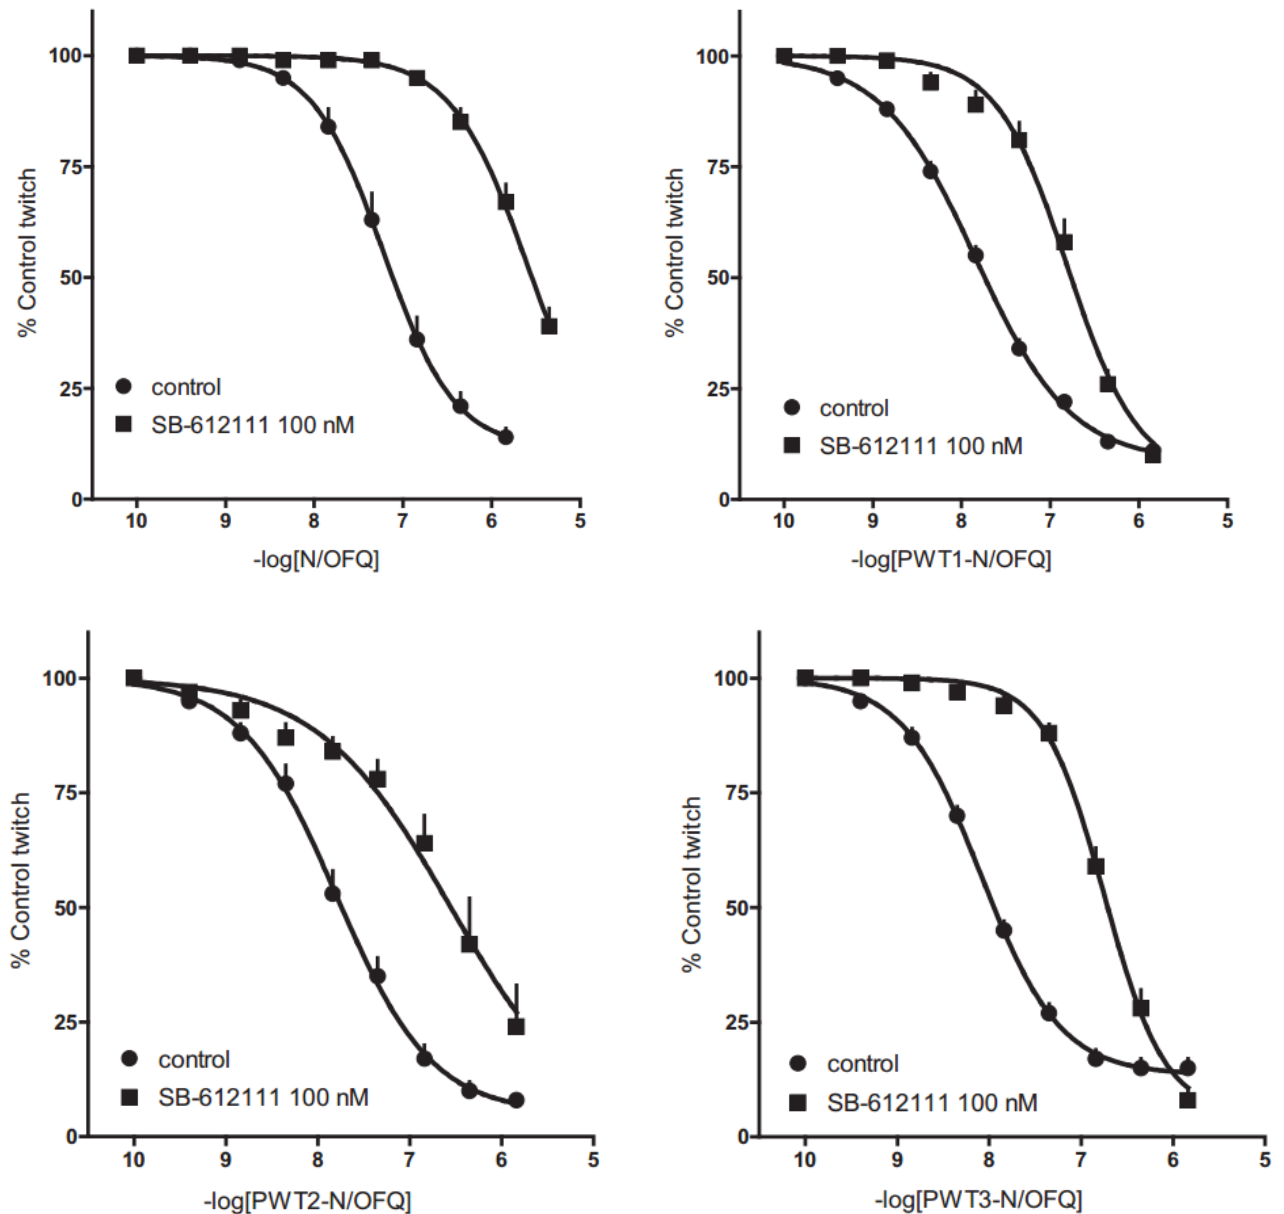 100
75
50
25
0
10 9 8 7 6 5
% Control twitch
control
SB-612111 100 nM
-log[N/OFQ]
100
75
50
25
0
10 9 8 7 6 5
% Control twitch
control
SB-612111 100 nM
-log[PWT1-N/OFQ]
100
75
50
25
0
10 9 8 7 6 5
% Control twitch
control
SB-612111 100 nM
-log[PWT2-N/OFQ]
100
75
50
25
0
10 9 8 7 6 5
% Control twitch
control
SB-612111 100 nM
-log[PWT3-N/OFQ]